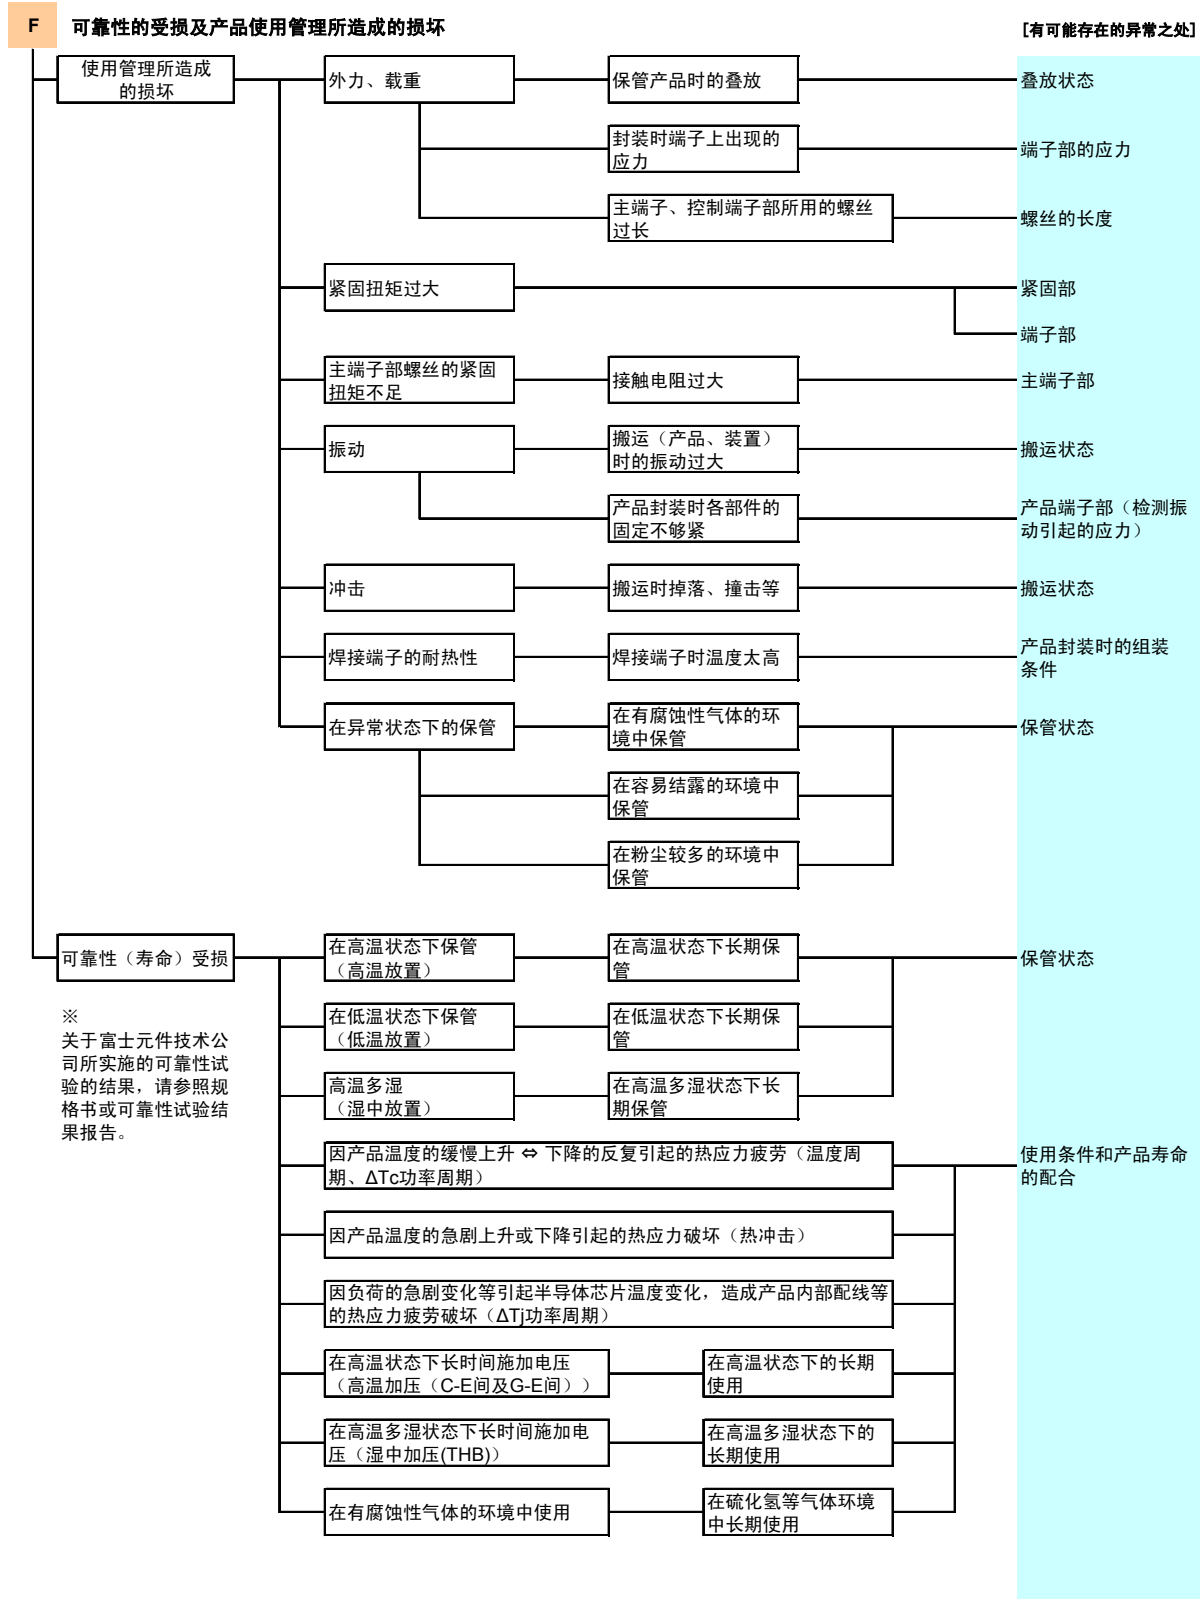 F
可靠性的受损及产品使用管理所造成的损坏
[有可能存在的异常之处]
使用管理所造成
的损坏
外力、载重
保管产品时的叠放
叠放状态
封装时端子上出现的
应力
端子部的应力
主端子、控制端子部所用的螺丝
过长
螺丝的长度
紧固扭矩过大
紧固部
端子部
主端子部螺丝的紧固
扭矩不足
接触电阻过大
主端子部
振动
搬运（产品、装置）
时的振动过大
搬运状态
产品封装时各部件的
固定不够紧
产品端子部（检测振
动引起的应力）
冲击
搬运时掉落、撞击等
搬运状态
焊接端子的耐热性
焊接端子时温度太高
产品封装时的组装
条件
在异常状态下的保管
在有腐蚀性气体的环
境中保管
保管状态
在容易结露的环境中
保管
在粉尘较多的环境中
保管
可靠性（寿命）受损
在高温状态下保管
（高温放置）
在高温状态下长期保
管
保管状态
※
关于富士元件技术公
司所实施的可靠性试
验的结果，请参照规
格书或可靠性试验结
果报告。
在低温状态下保管
（低温放置）
在低温状态下长期保
管
高温多湿
（湿中放置）
在高温多湿状态下长
期保管
因产品温度的缓慢上升 ⇔ 下降的反复引起的热应力疲劳（温度周
期、ΔTc功率周期）
使用条件和产品寿命
的配合
因产品温度的急剧上升或下降引起的热应力破坏（热冲击）
因负荷的急剧变化等引起半导体芯片温度变化，造成产品内部配线等
的热应力疲劳破坏（ΔTj功率周期）
在高温状态下长时间施加电压
（高温加压（C-E间及G-E间））
在高温状态下的长期
使用
在高温多湿状态下长时间施加电
压（湿中加压(THB)）
在高温多湿状态下的
长期使用
在有腐蚀性气体的环境中使用
在硫化氢等气体环境
中长期使用